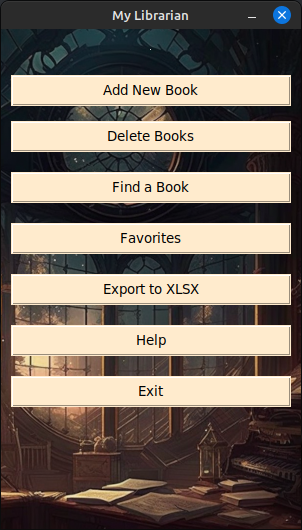 My Librarian
Add New Book
Delete Books
Find a Book
Favorites
Export to XLSX
Help
Exit